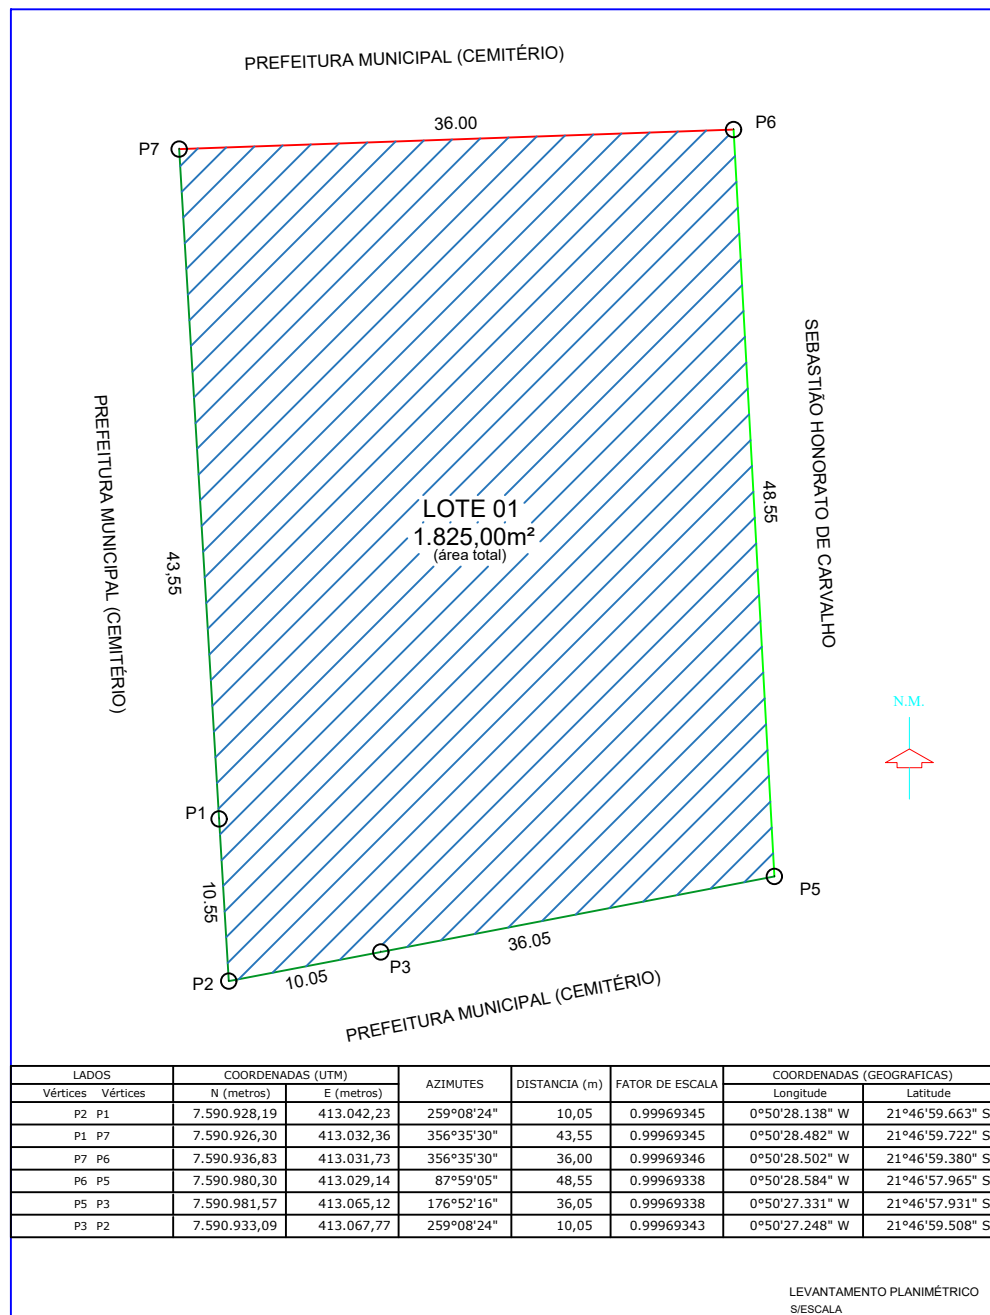 PREFEITURA MUNICIPAL (CEMITÉRIO)
36.00
P6
P7
SEBASTIÃO HONORATO DE CARVALHO
PREFEITURA MUNICIPAL (CEMITÉRIO)
48.55
LOTE 01
1.825,00m²
(área total)
43,55
N.M.
P1
P5
10.55
36.05
P3
10.05
P2
PREFEITURA MUNICIPAL (CEMITÉRIO)
LADOS COORDENADAS (UTM) AZIMUTES DISTANCIA (m) FATOR DE ESCALA COORDENADAS (GEOGRAFICAS)
Vértices Vértices N (metros) E (metros) Longitude Latitude
P2 P1 7.590.928,19 413.042,23 259°08'24" 10,05 0.99969345 0°50'28.138" W 21°46'59.663" S
P1 P7 7.590.926,30 413.032,36 356°35'30" 43,55 0.99969345 0°50'28.482" W 21°46'59.722" S
P7 P6 7.590.936,83 413.031,73 356°35'30" 36,00 0.99969346 0°50'28.502" W 21°46'59.380" S
P6 P5 7.590.980,30 413.029,14 87°59'05" 48,55 0.99969338 0°50'28.584" W 21°46'57.965" S
P5 P3 7.590.981,57 413.065,12 176°52'16" 36,05 0.99969338 0°50'27.331" W 21°46'57.931" S
P3 P2 7.590.933,09 413.067,77 259°08'24" 10,05 0.99969343 0°50'27.248" W 21°46'59.508" S
LEVANTAMENTO PLANIMÉTRICO
S/ESCALA